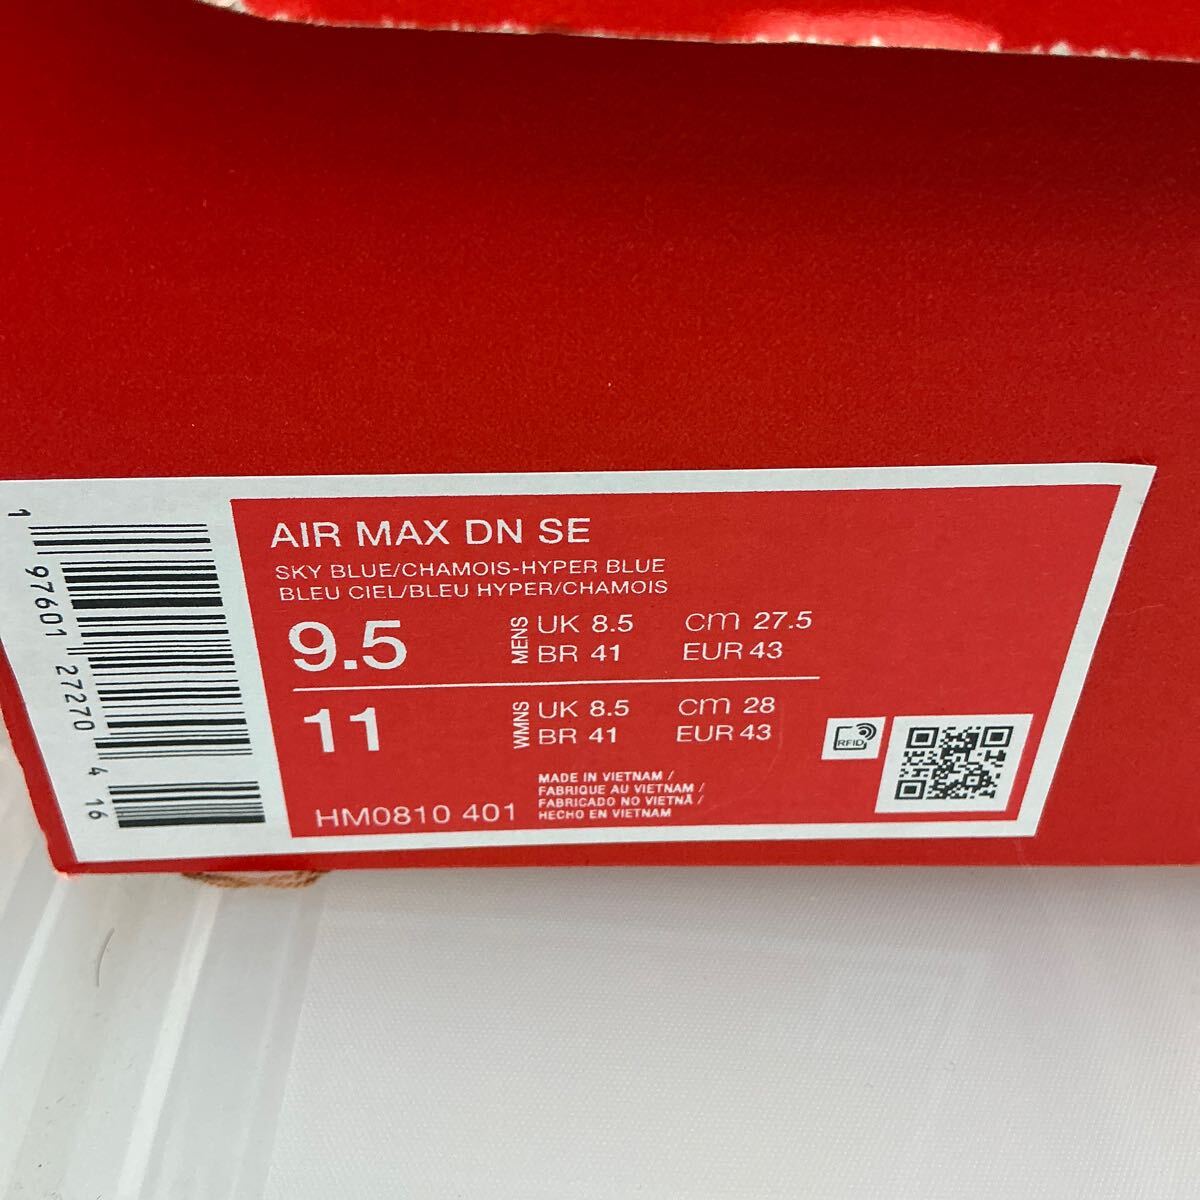 AIR MAX DN SE
SKY BLUE/CHAMOIS-HYPER BLUE
BLEU CIEL/BLEU HYPER/CHAMOIS
9.5 MENS UK 8.5 cm 27.5
BR 41 EUR 43
11 WMNS UK 8.5 cm 28
BR 41 EUR 43
MADE IN VIETNAM /
FABRIQUE AU VIETNAM /
FABRICADO NO VIETNÃ /
HECHO EN VIETNAM
HM0810 401
RFID
1 97601 27270 4 16